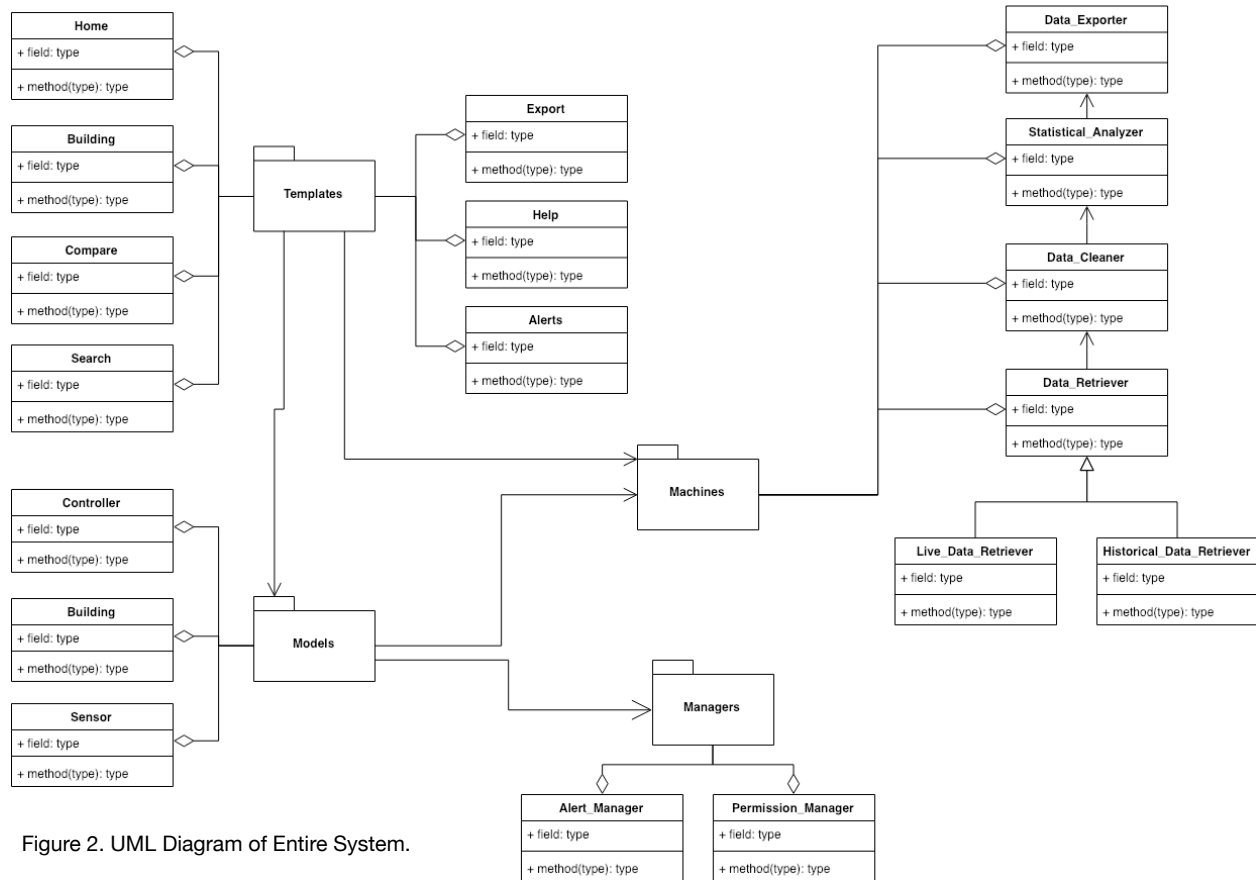 Home
+ field: type
+ method(type): type
Building
+ field: type
+ method(type): type
Compare
+ field: type
+ method(type): type
Search
+ field: type
+ method(type): type
Templates
Export
+ field: type
+ method(type): type
Help
+ field: type
+ method(type): type
Alerts
+ field: type
+ method(type): type
Data_Exporter
+ field: type
+ method(type): type
Statistical_Analyzer
+ field: type
+ method(type): type
Data_Cleaner
+ field: type
+ method(type): type
Data_Retriever
+ field: type
+ method(type): type
Live_Data_Retriever
+ field: type
+ method(type): type
Historical_Data_Retriever
+ field: type
+ method(type): type
Machines
Controller
+ field: type
+ method(type): type
Building
+ field: type
+ method(type): type
Sensor
+ field: type
+ method(type): type
Models
Managers
Alert_Manager
+ field: type
+ method(type): type
Permission_Manager
+ field: type
+ method(type): type
Figure 2. UML Diagram of Entire System.